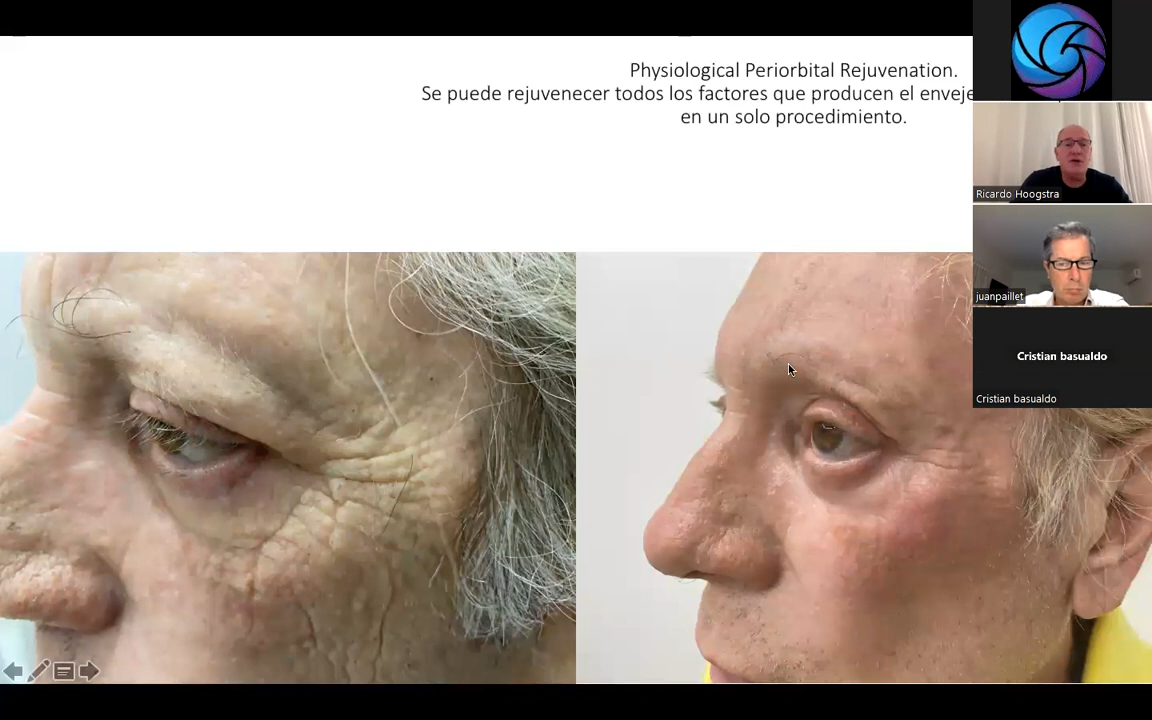 Physiological Periorbital Rejuvenation.
Se puede rejuvenecer todos los factores que producen el enveje
en un solo procedimiento.
Ricardo Hoogstra
juanpaillet
Cristian basualdo
Cristian basualdo